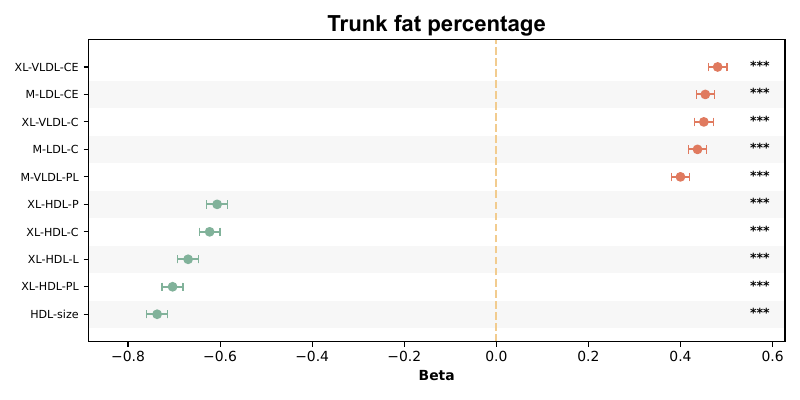 Trunk fat percentage
XL-VLDL-CE ***
M-LDL-CE ***
XL-VLDL-C ***
M-LDL-C ***
M-VLDL-PL ***
XL-HDL-P ***
XL-HDL-C ***
XL-HDL-L ***
XL-HDL-PL ***
HDL-size ***
−0.8 −0.6 −0.4 −0.2 0.0 0.2 0.4 0.6
Beta